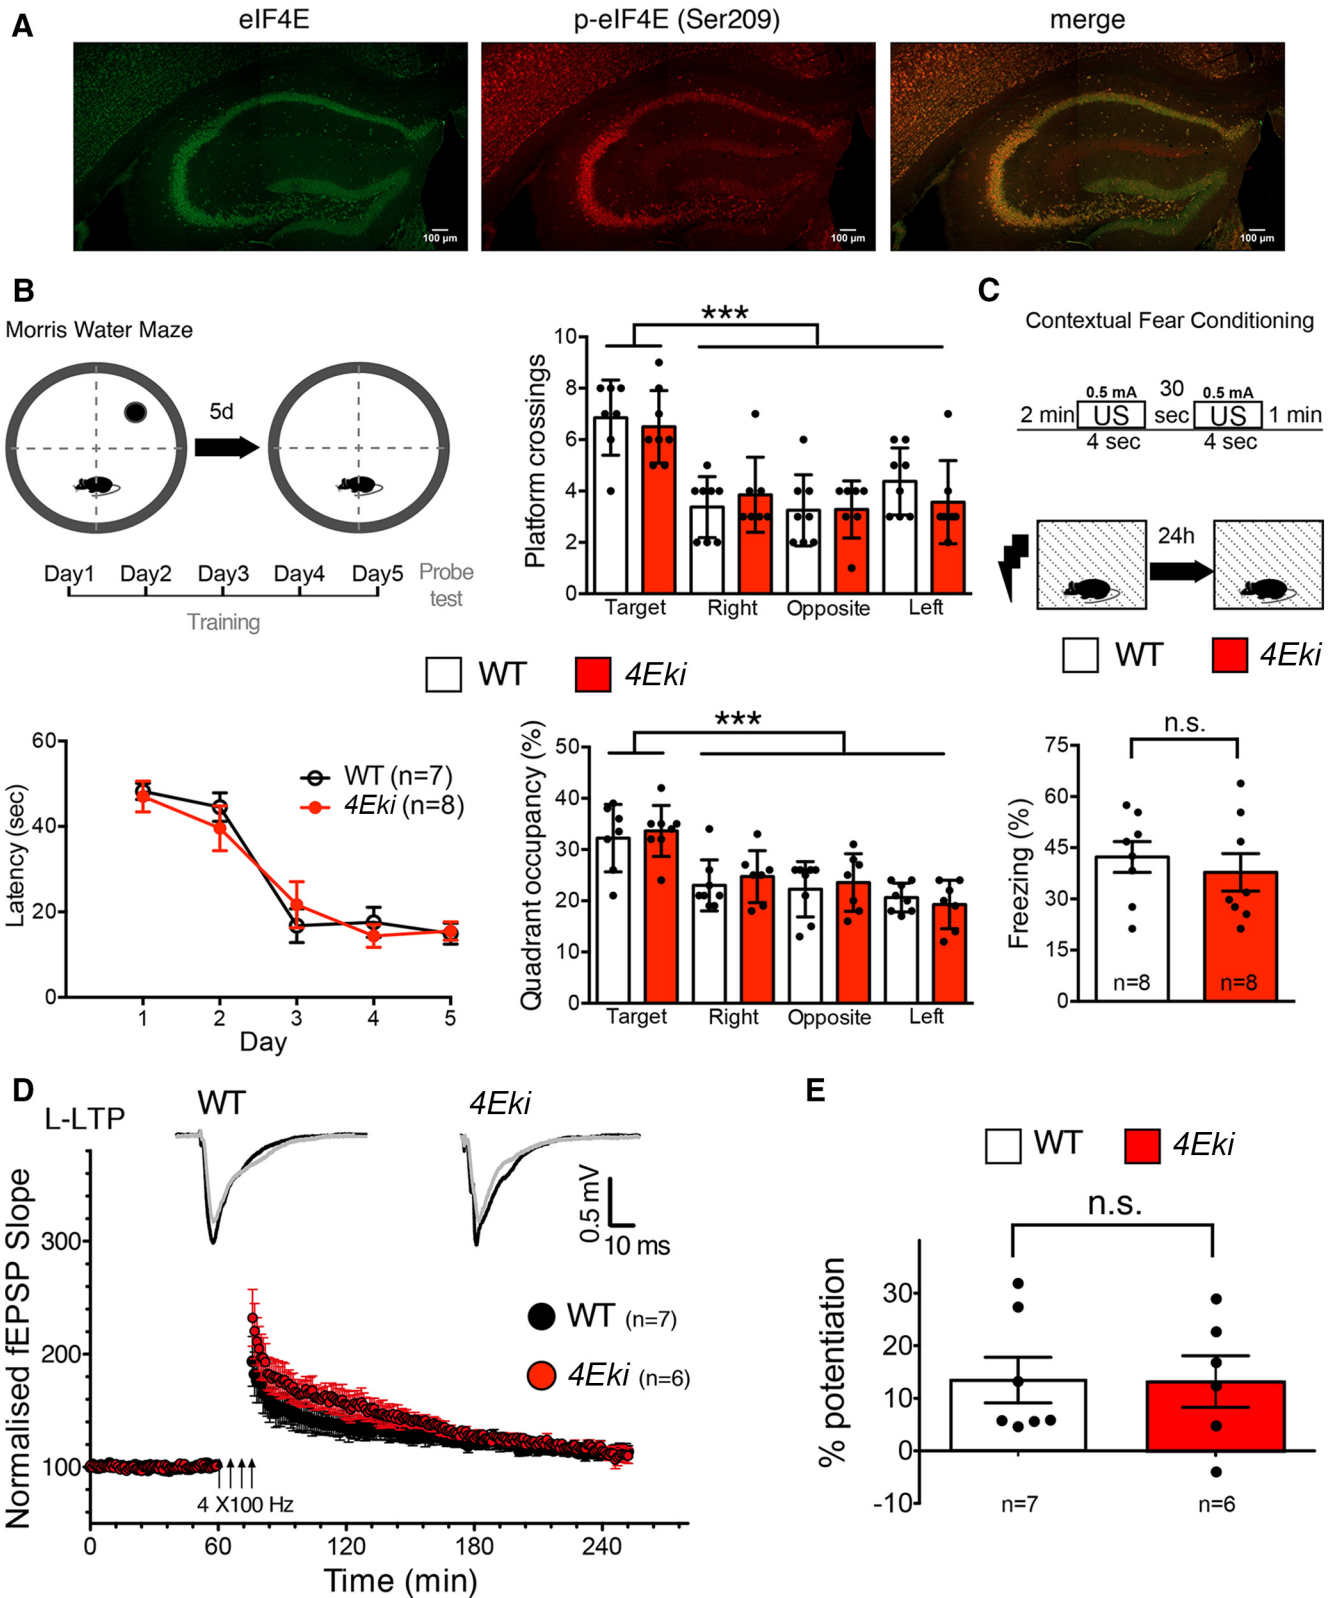 A
eIF4E
p-eIF4E (Ser209)
merge
100 µm
100 µm
100 µm
B
Morris Water Maze
5d
Day1 Day2 Day3 Day4 Day5 Probe test
Training
Platform crossings
10
8
6
4
2
0
***
Target Right Opposite Left
WT 4Eki
Latency (sec)
60
40
20
0
WT (n=7)
4Eki (n=8)
1 2 3 4 5
Day
Quadrant occupancy (%)
50
40
30
20
10
0
***
Target Right Opposite Left
C
Contextual Fear Conditioning
2 min 0.5 mA US 4 sec 30 sec 0.5 mA US 4 sec 1 min
24h
WT 4Eki
Freezing (%)
75
60
45
30
15
0
n.s.
n=8 n=8
D
L-LTP
WT 4Eki
0.5 mV
10 ms
Normalised fEPSP Slope
300
200
100
WT (n=7)
4Eki (n=6)
4 X100 Hz
0 60 120 180 240
Time (min)
E
WT 4Eki
n.s.
% potentiation
30
20
10
0
-10
n=7 n=6